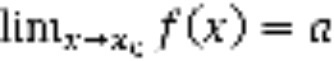 lim_{x→x_c} f(x) = a